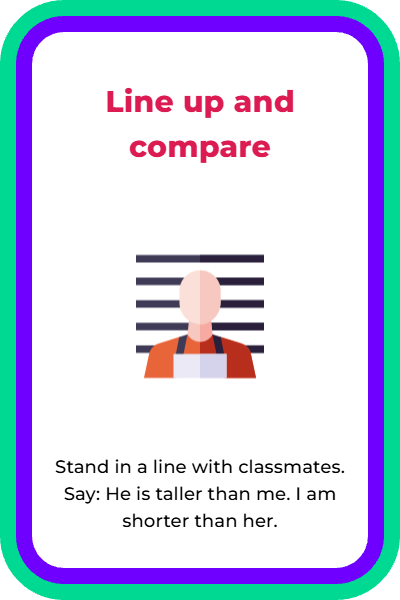 Line up and
compare
Stand in a line with classmates.
Say: He is taller than me. I am
shorter than her.